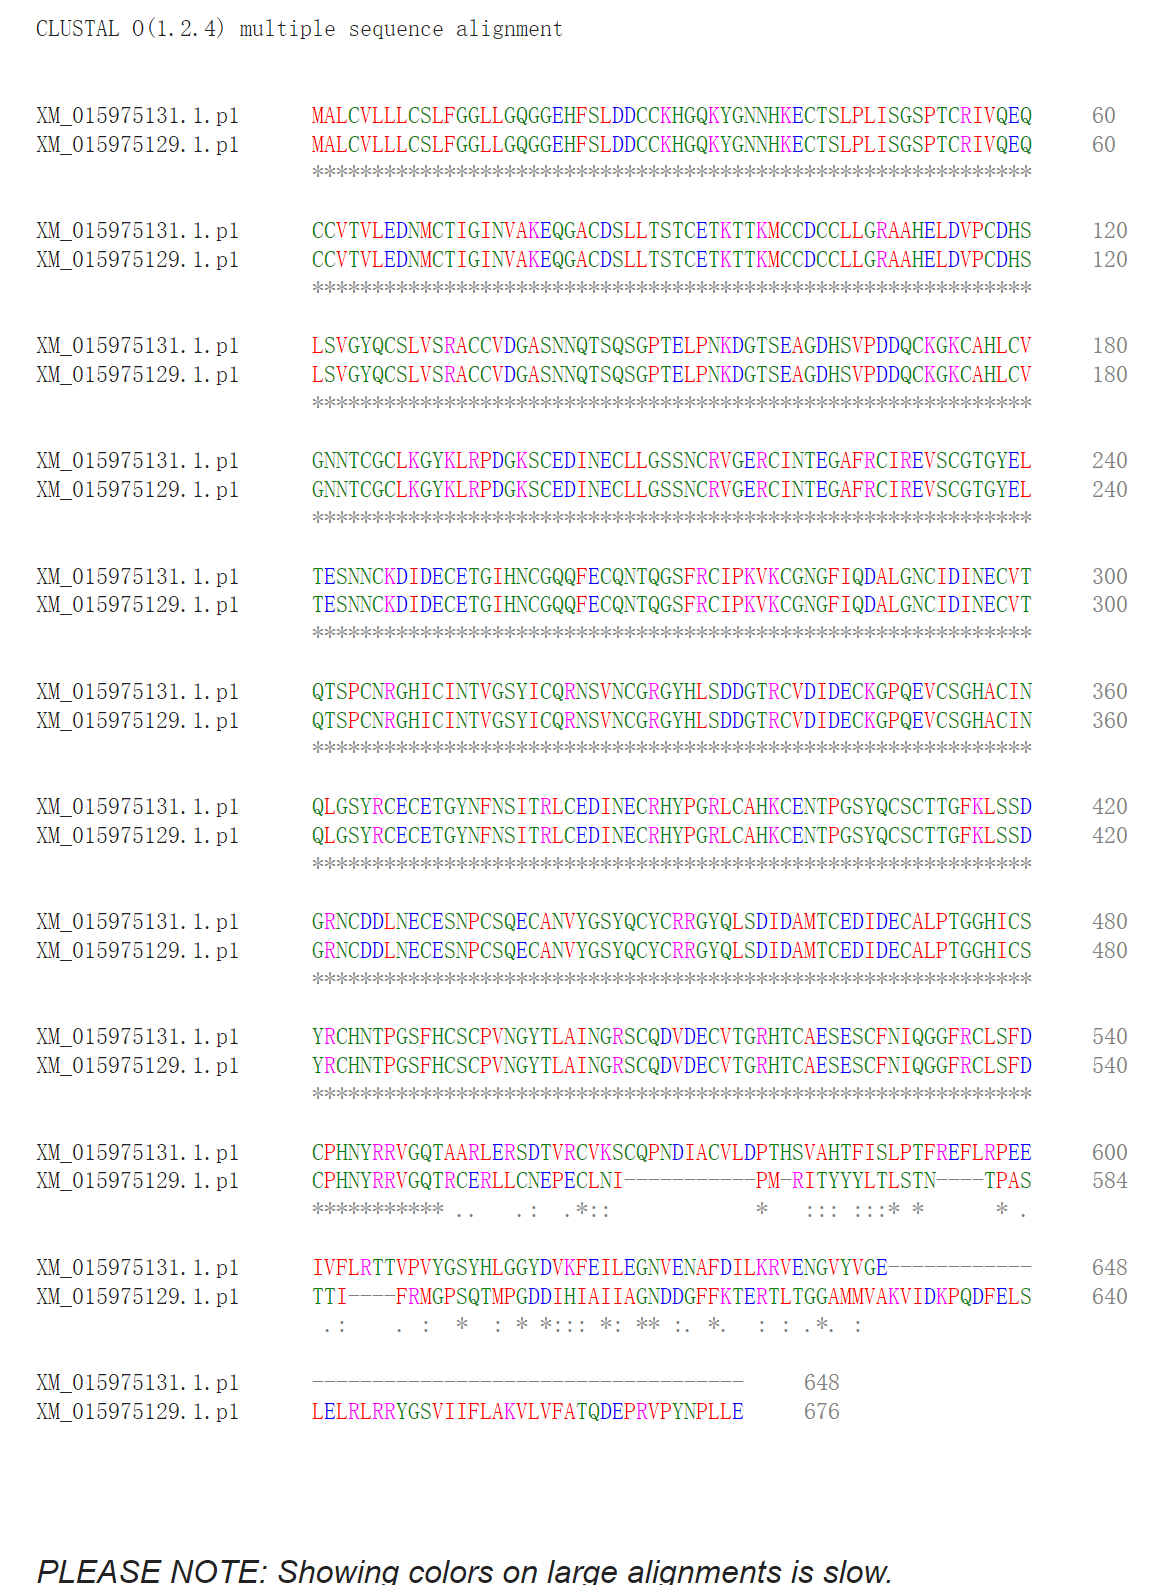 CLUSTAL O(1.2.4) multiple sequence alignment
XM_015975131.1.p1 MALCVLLLCSLFGGLLGQGGEHFSLDDCCKHGQKYGNNHKECTSLPLISGSPTCRIVQEQ 60
XM_015975129.1.p1 MALCVLLLCSLFGGLLGQGGEHFSLDDCCKHGQKYGNNHKECTSLPLISGSPTCRIVQEQ 60
************************************************************
XM_015975131.1.p1 CCVTVLEDNMCTIGINVAKEQGACDSLLTSTCETKTTKMCCDCCLLGRAAHELDVPCDHS 120
XM_015975129.1.p1 CCVTVLEDNMCTIGINVAKEQGACDSLLTSTCETKTTKMCCDCCLLGRAAHELDVPCDHS 120
************************************************************
XM_015975131.1.p1 LSVGYQCSLVSRACCVDGASNNQTSQSGPTELPNKDGTSEAGDHSVPDDQCKGKCAHLCV 180
XM_015975129.1.p1 LSVGYQCSLVSRACCVDGASNNQTSQSGPTELPNKDGTSEAGDHSVPDDQCKGKCAHLCV 180
************************************************************
XM_015975131.1.p1 GNNTCGCLKGYKLRPDGKSCEDINECLLGSSNCRVGERCINTEGAFRCIREVSCGTGYEL 240
XM_015975129.1.p1 GNNTCGCLKGYKLRPDGKSCEDINECLLGSSNCRVGERCINTEGAFRCIREVSCGTGYEL 240
************************************************************
XM_015975131.1.p1 TESNNCKDIDECETGIHNCGQQFECQNTQGSFRCIPKVKCGNGFIQDALGNCIDINECVT 300
XM_015975129.1.p1 TESNNCKDIDECETGIHNCGQQFECQNTQGSFRCIPKVKCGNGFIQDALGNCIDINECVT 300
************************************************************
XM_015975131.1.p1 QTSPCNRGHICINTVGSYICQRNSVNCGRGYHLSDDGTRCVDIDECKGPQEVCSGHACIN 360
XM_015975129.1.p1 QTSPCNRGHICINTVGSYICQRNSVNCGRGYHLSDDGTRCVDIDECKGPQEVCSGHACIN 360
************************************************************
XM_015975131.1.p1 QLGSYRCECETGYNFNSITRLCEDINECRHYPGRLCAHKCENTPGSYQCSCTTGFKLSSD 420
XM_015975129.1.p1 QLGSYRCECETGYNFNSITRLCEDINECRHYPGRLCAHKCENTPGSYQCSCTTGFKLSSD 420
************************************************************
XM_015975131.1.p1 GRNCDDLNECESNPCSQECANVYGSYQCYCRRGYQLSDIDAMTCEDIDECALPTGGHICS 480
XM_015975129.1.p1 GRNCDDLNECESNPCSQECANVYGSYQCYCRRGYQLSDIDAMTCEDIDECALPTGGHICS 480
************************************************************
XM_015975131.1.p1 YRCHNTPGSFHCSCPVNGYTLAINGRSCQDVDECVTGRHTCAESESCFNIQGGFRCLSFD 540
XM_015975129.1.p1 YRCHNTPGSFHCSCPVNGYTLAINGRSCQDVDECVTGRHTCAESESCFNIQGGFRCLSFD 540
************************************************************
XM_015975131.1.p1 CPHNYRRVGQTAARLERSDTVRCVKSCQPNDIACVLDPTHSVAHTFISLPTFREFLRPEE 600
XM_015975129.1.p1 CPHNYRRVGQTRCERLLCNEPECLNI-----------PM-RITYYYLTLSTN----TPAS 584
*********** ..   .:  .*::            *   ::: :::* *      * .
XM_015975131.1.p1 IVFLRTTVPVYGSYHLGGYDVKFEILEGNVENAFDILKRVENGVYVGE------------ 648
XM_015975129.1.p1 TTI----FRMGPSQTMPGDDIHIAIIAGNDDGFFKTERTLTGGAMMVAKVIDKPQDFELS 640
.:    . :  *  : * *::: *: ** :. *.  : : .*. :
XM_015975131.1.p1 ------------------------------------ 648
XM_015975129.1.p1 LELRLRRYGSVIIFLAKVLVFATQDEPRVPYNPLLE 676
PLEASE NOTE: Showing colors on large alignments is slow.